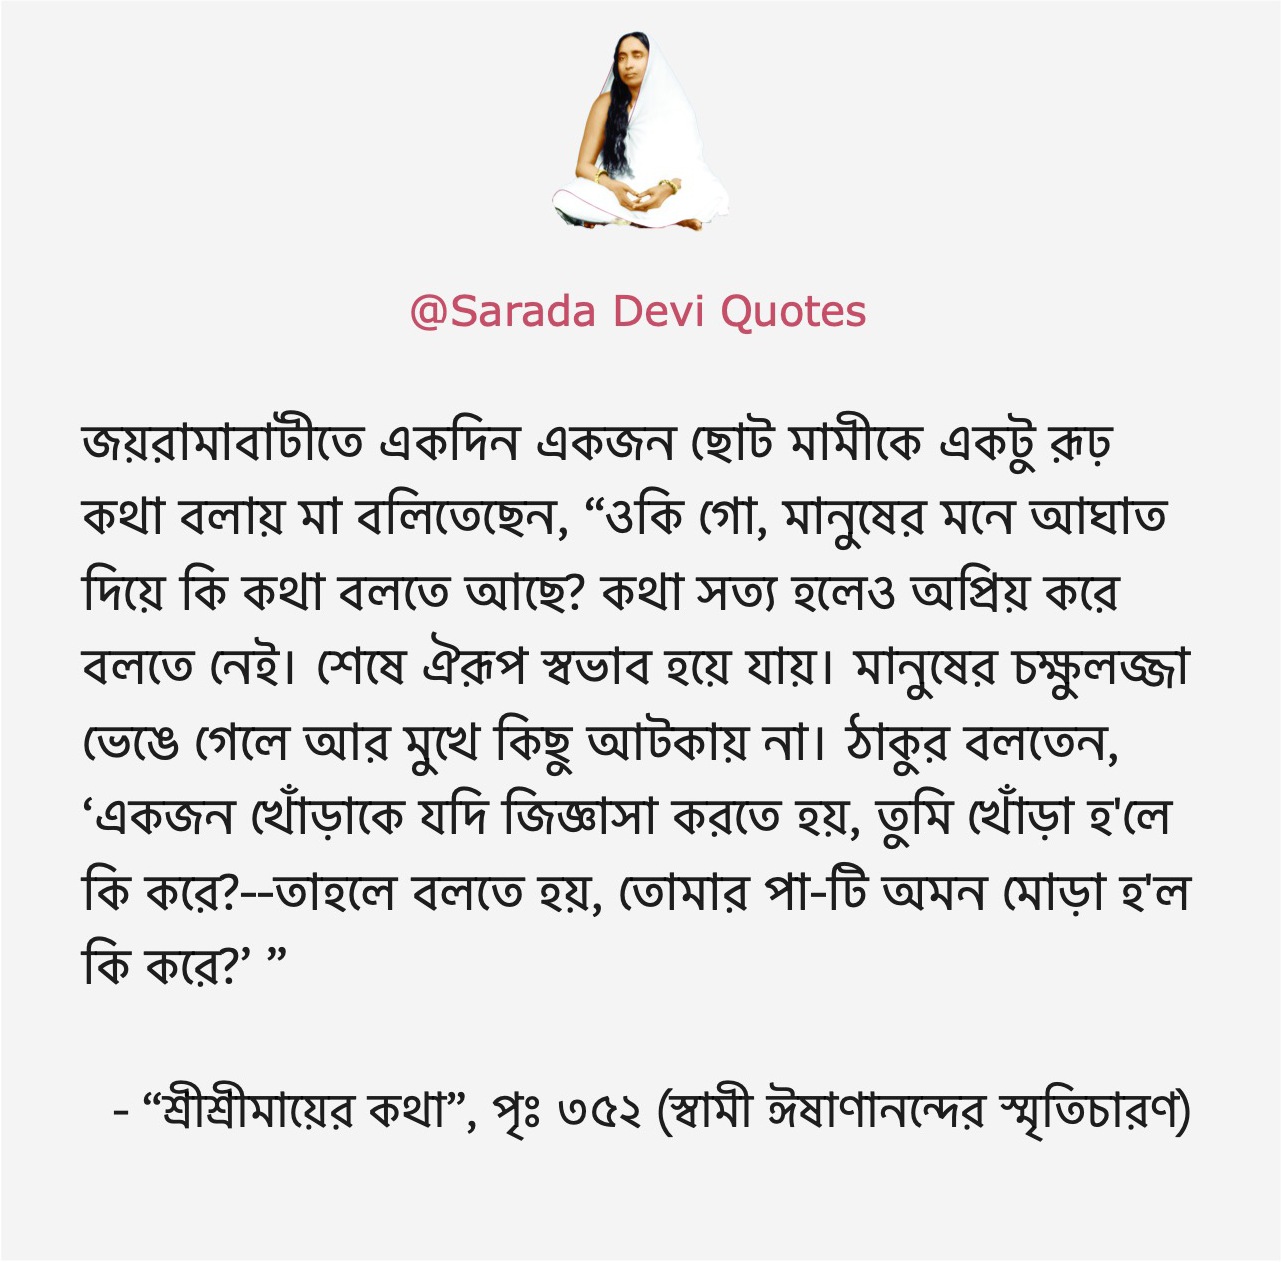 @Sarada Devi Quotes
জয়রামাবাটীতে একদিন একজন ছোট মামীকে একটু রূঢ়
কথা বলায় মা বলিতেছেন, “ওকি গো, মানুষের মনে আঘাত
দিয়ে কি কথা বলতে আছে? কথা সত্য হলেও অপ্রিয় করে
বলতে নেই। শেষে ঐরূপ স্বভাব হয়ে যায়। মানুষের চক্ষুলজ্জা
ভেঙে গেলে আর মুখে কিছু আটকায় না। ঠাকুর বলতেন,
‘একজন খোঁড়াকে যদি জিজ্ঞাসা করতে হয়, তুমি খোঁড়া হ'লে
কি করে?--তাহলে বলতে হয়, তোমার পা-টি অমন মোড়া হ'ল
কি করে?’ ”
- “শ্রীশ্রীমায়ের কথা”, পৃঃ ৩৫২ (স্বামী ঈষাণানন্দের স্মৃতিচারণ)